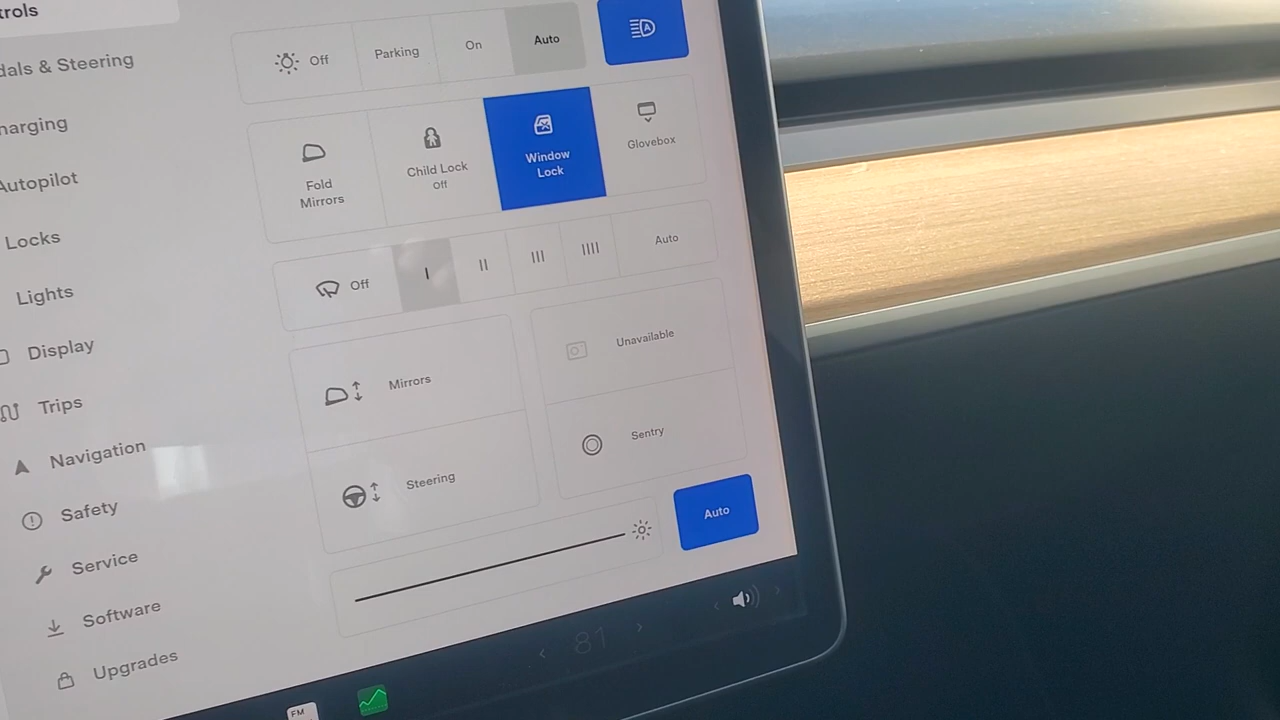 trols
dals & Steering
harging
Autopilot
Locks
Lights
Display
Trips
Navigation
Safety
Service
Software
Upgrades
Off
Parking
On
Auto
A
Fold
Mirrors
Child Lock
Off
Window
Lock
Glovebox
Off
I
II
III
IIII
Auto
Mirrors
Unavailable
Steering
Sentry
Auto
81
FM